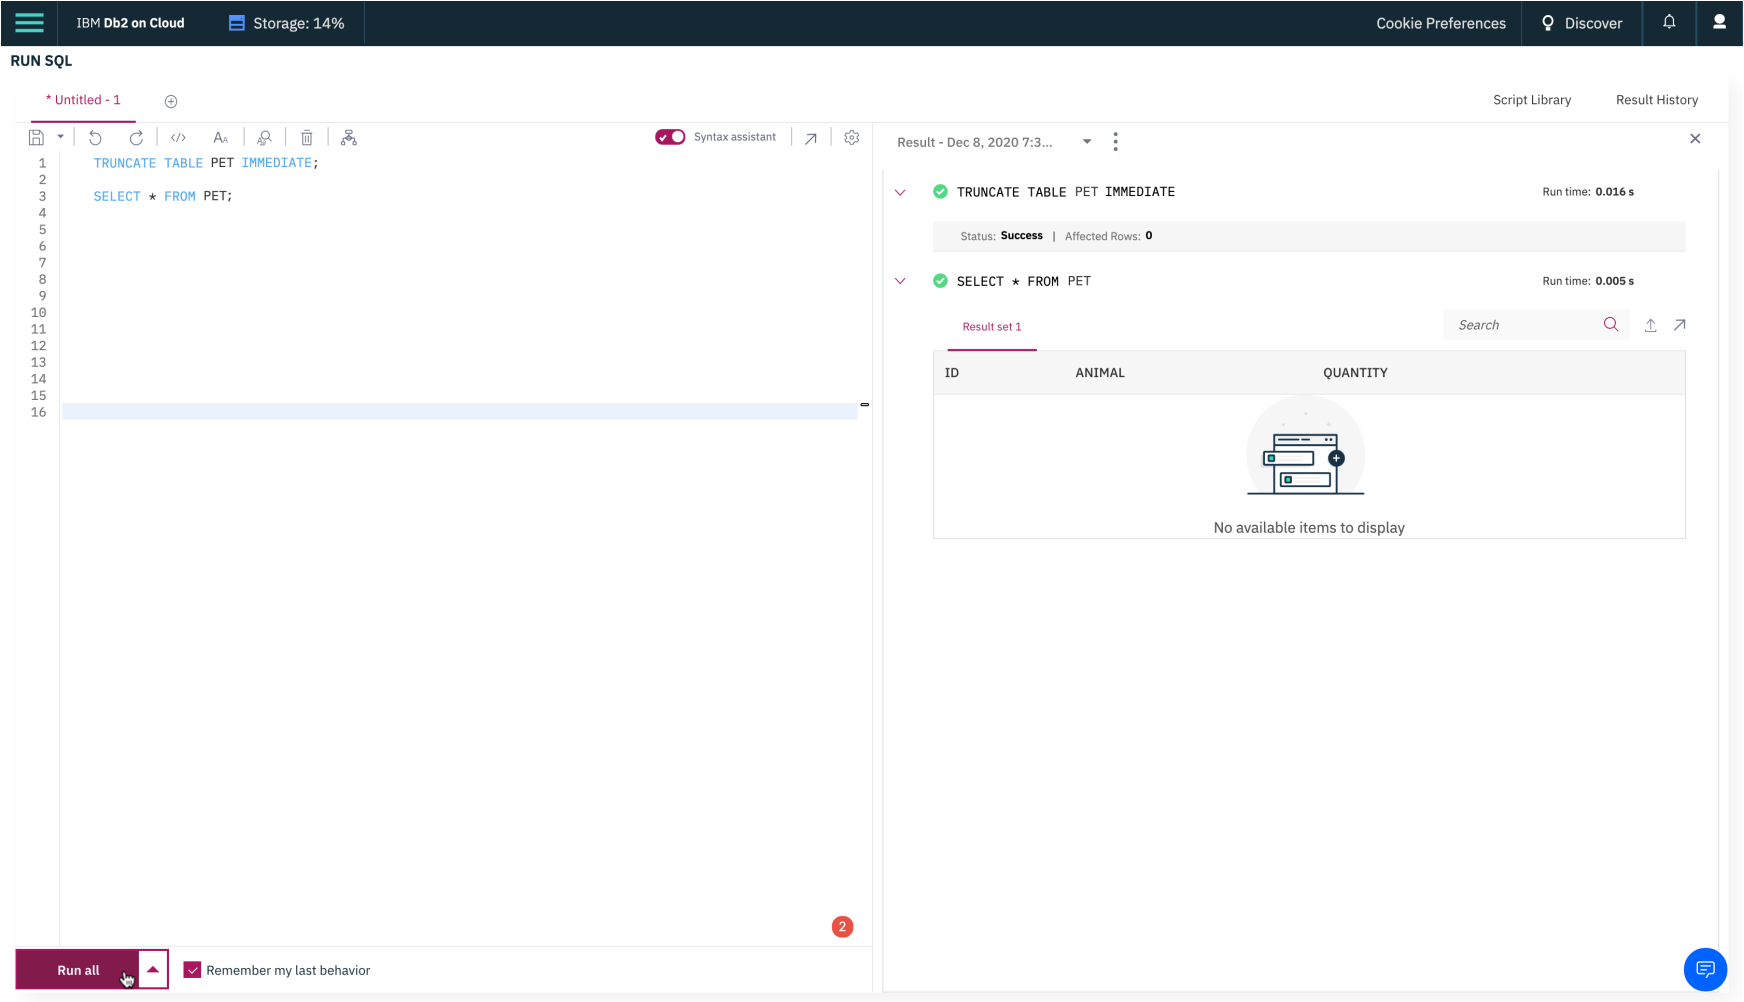 IBM Db2 on Cloud
Storage: 14%
Cookie Preferences
Discover
RUN SQL
* Untitled - 1
Script Library
Result History
Syntax assistant
1 TRUNCATE TABLE PET IMMEDIATE;
2
3 SELECT * FROM PET;
4
5
6
7
8
9
10
11
12
13
14
15
16
2
Run all
Remember my last behavior
Result - Dec 8, 2020 7:3...
TRUNCATE TABLE PET IMMEDIATE
Run time: 0.016 s
Status: Success | Affected Rows: 0
SELECT * FROM PET
Run time: 0.005 s
Result set 1
Search
ID ANIMAL QUANTITY
No available items to display